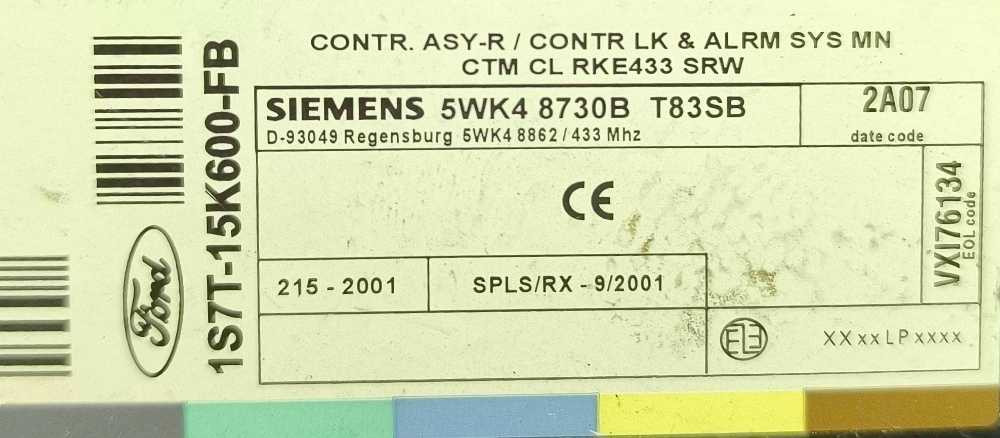 CONTR. ASY-R / CONTR LK & ALRM SYS MN
CTM CL RKE433 SRW
SIEMENS 5WK4 8730B T83SB
D-93049 Regensburg 5WK4 8862 / 433 Mhz
2A07
date code
CE
VXI76134
EOL code
215 - 2001
SPLS/RX - 9/2001
XXxxLPxxxx
Ford
1S7T-15K600-FB